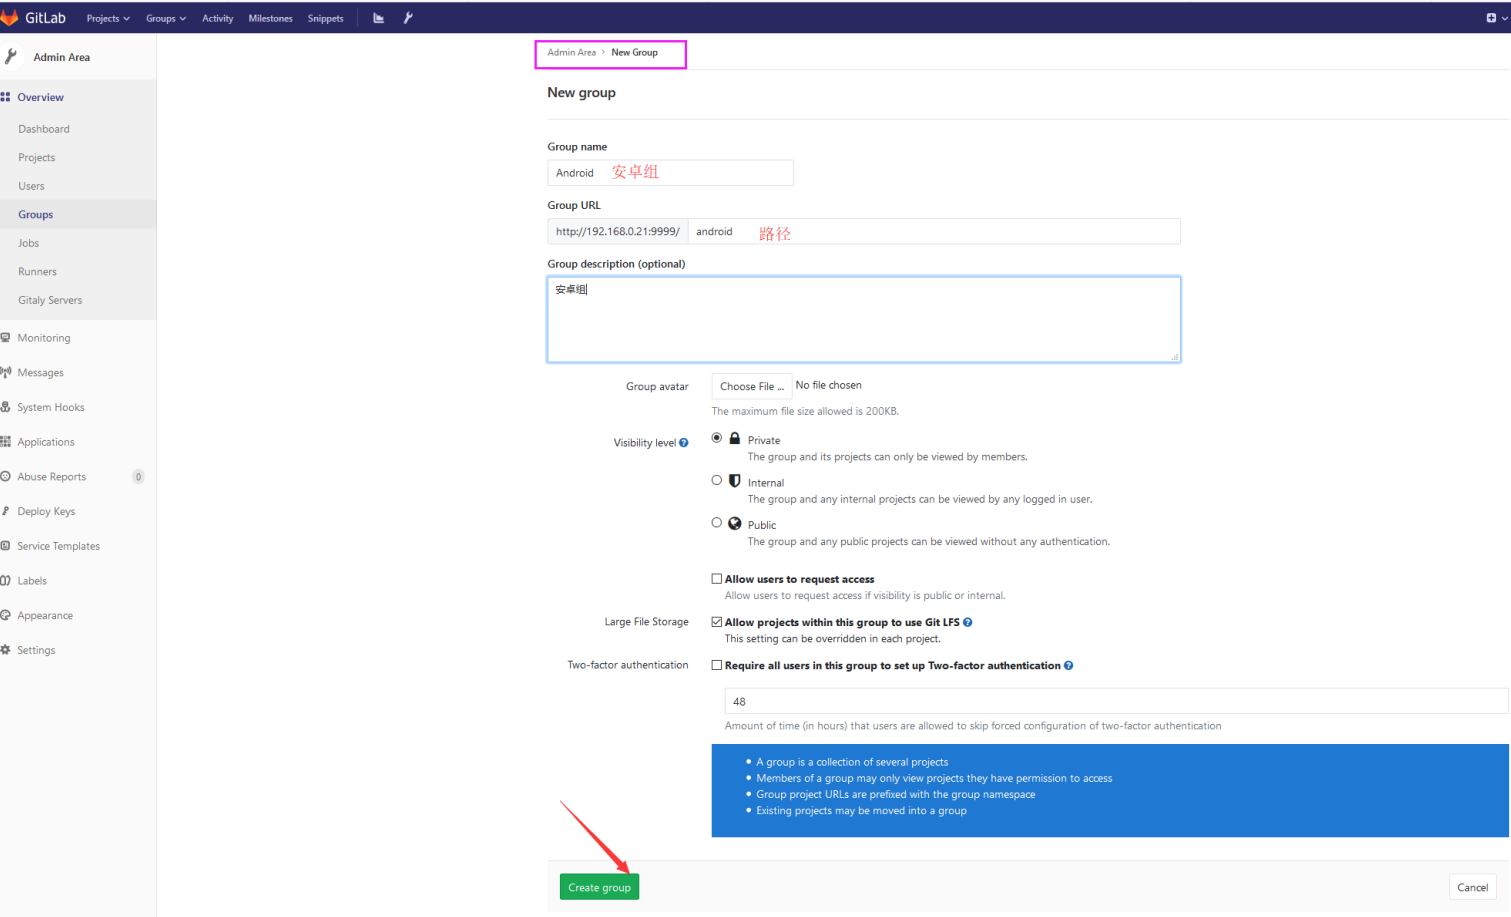 GitLab Projects Groups Activity Milestones Snippets
Admin Area
Overview
Dashboard
Projects
Users
Groups
Jobs
Runners
Gitaly Servers
Monitoring
Messages
System Hooks
Applications
Abuse Reports 0
Deploy Keys
Service Templates
Labels
Appearance
Settings
Admin Area > New Group
New group
Group name
Android 安卓组
Group URL
http://192.168.0.21:9999/ android 路径
Group description (optional)
安卓组
Group avatar Choose File ... No file chosen
The maximum file size allowed is 200KB.
Visibility level Private
The group and its projects can only be viewed by members.
Internal
The group and any internal projects can be viewed by any logged in user.
Public
The group and any public projects can be viewed without any authentication.
Allow users to request access
Allow users to request access if visibility is public or internal.
Large File Storage Allow projects within this group to use Git LFS
This setting can be overridden in each project.
Two-factor authentication Require all users in this group to set up Two-factor authentication
48
Amount of time (in hours) that users are allowed to skip forced configuration of two-factor authentication
A group is a collection of several projects
Members of a group may only view projects they have permission to access
Group project URLs are prefixed with the group namespace
Existing projects may be moved into a group
Create group Cancel